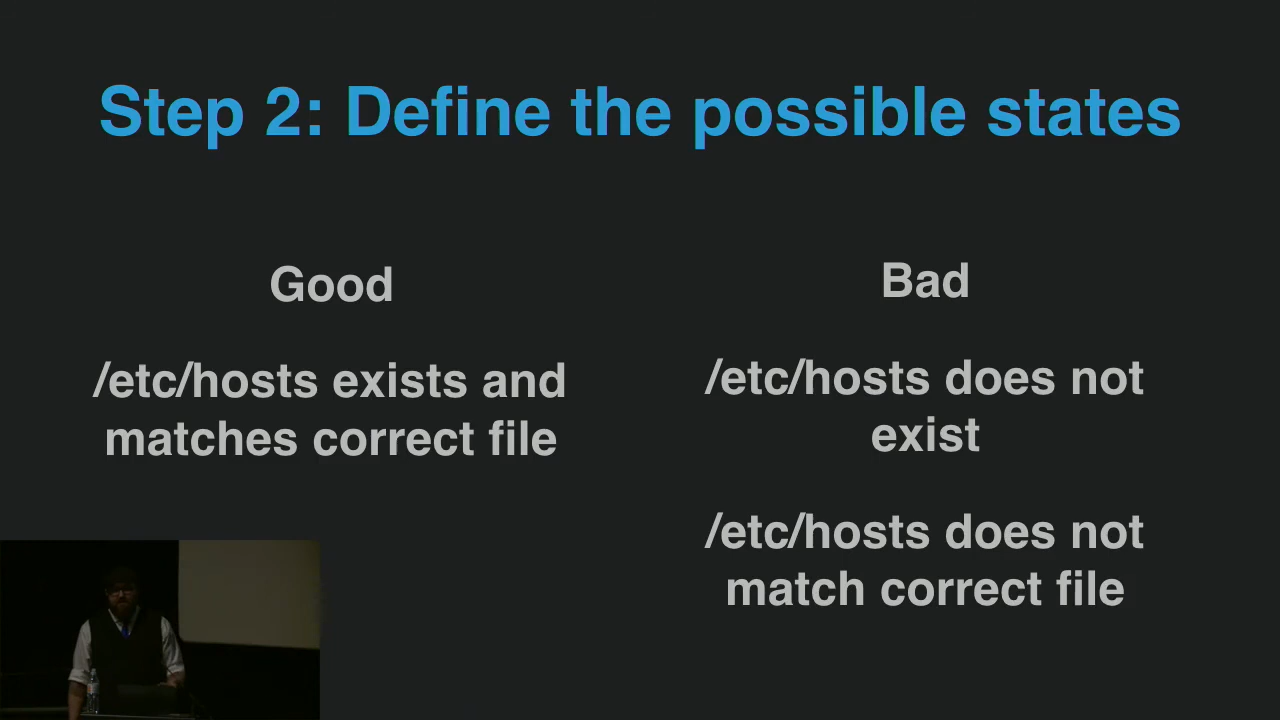 Step 2: Define the possible states
Good
/etc/hosts exists and
matches correct file
Bad
/etc/hosts does not
exist
/etc/hosts does not
match correct file